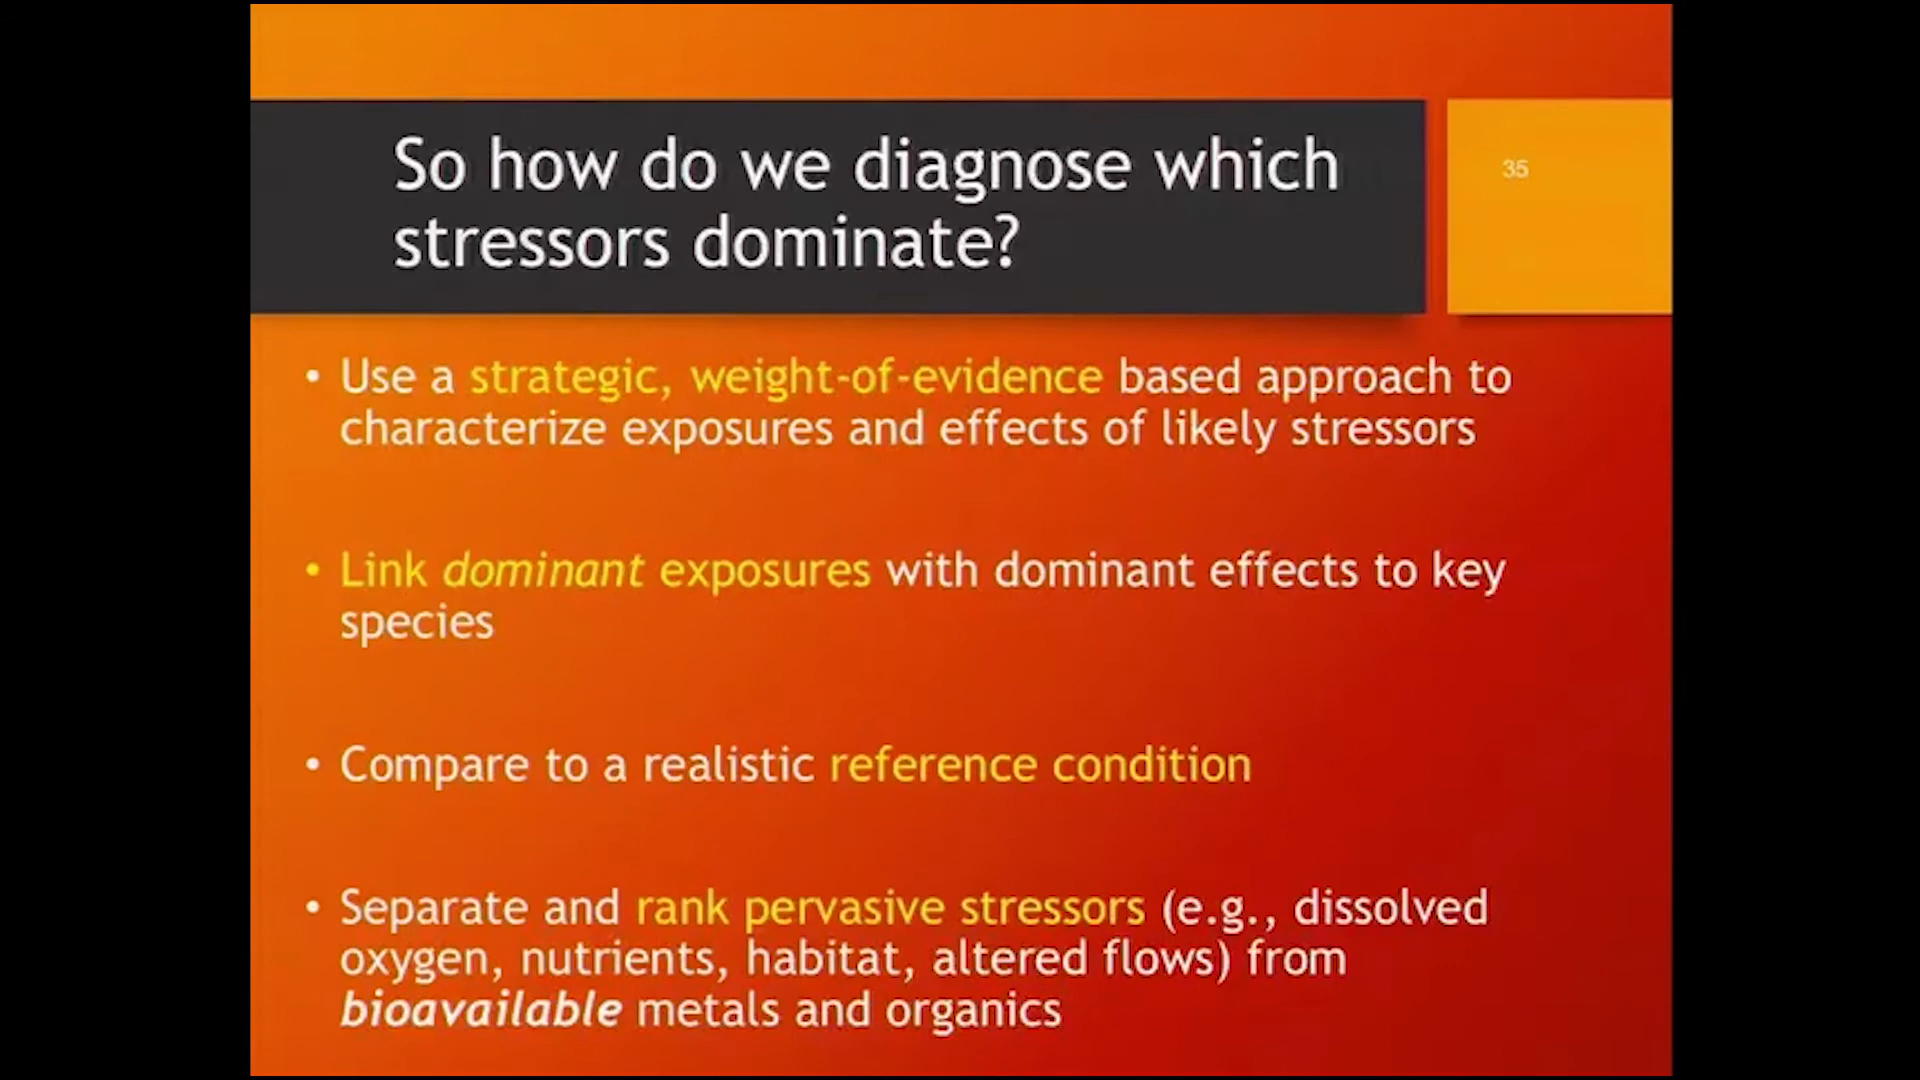 So how do we diagnose which
stressors dominate?
35
• Use a strategic, weight-of-evidence based approach to
characterize exposures and effects of likely stressors
• Link dominant exposures with dominant effects to key
species
• Compare to a realistic reference condition
• Separate and rank pervasive stressors (e.g., dissolved
oxygen, nutrients, habitat, altered flows) from
bioavailable metals and organics